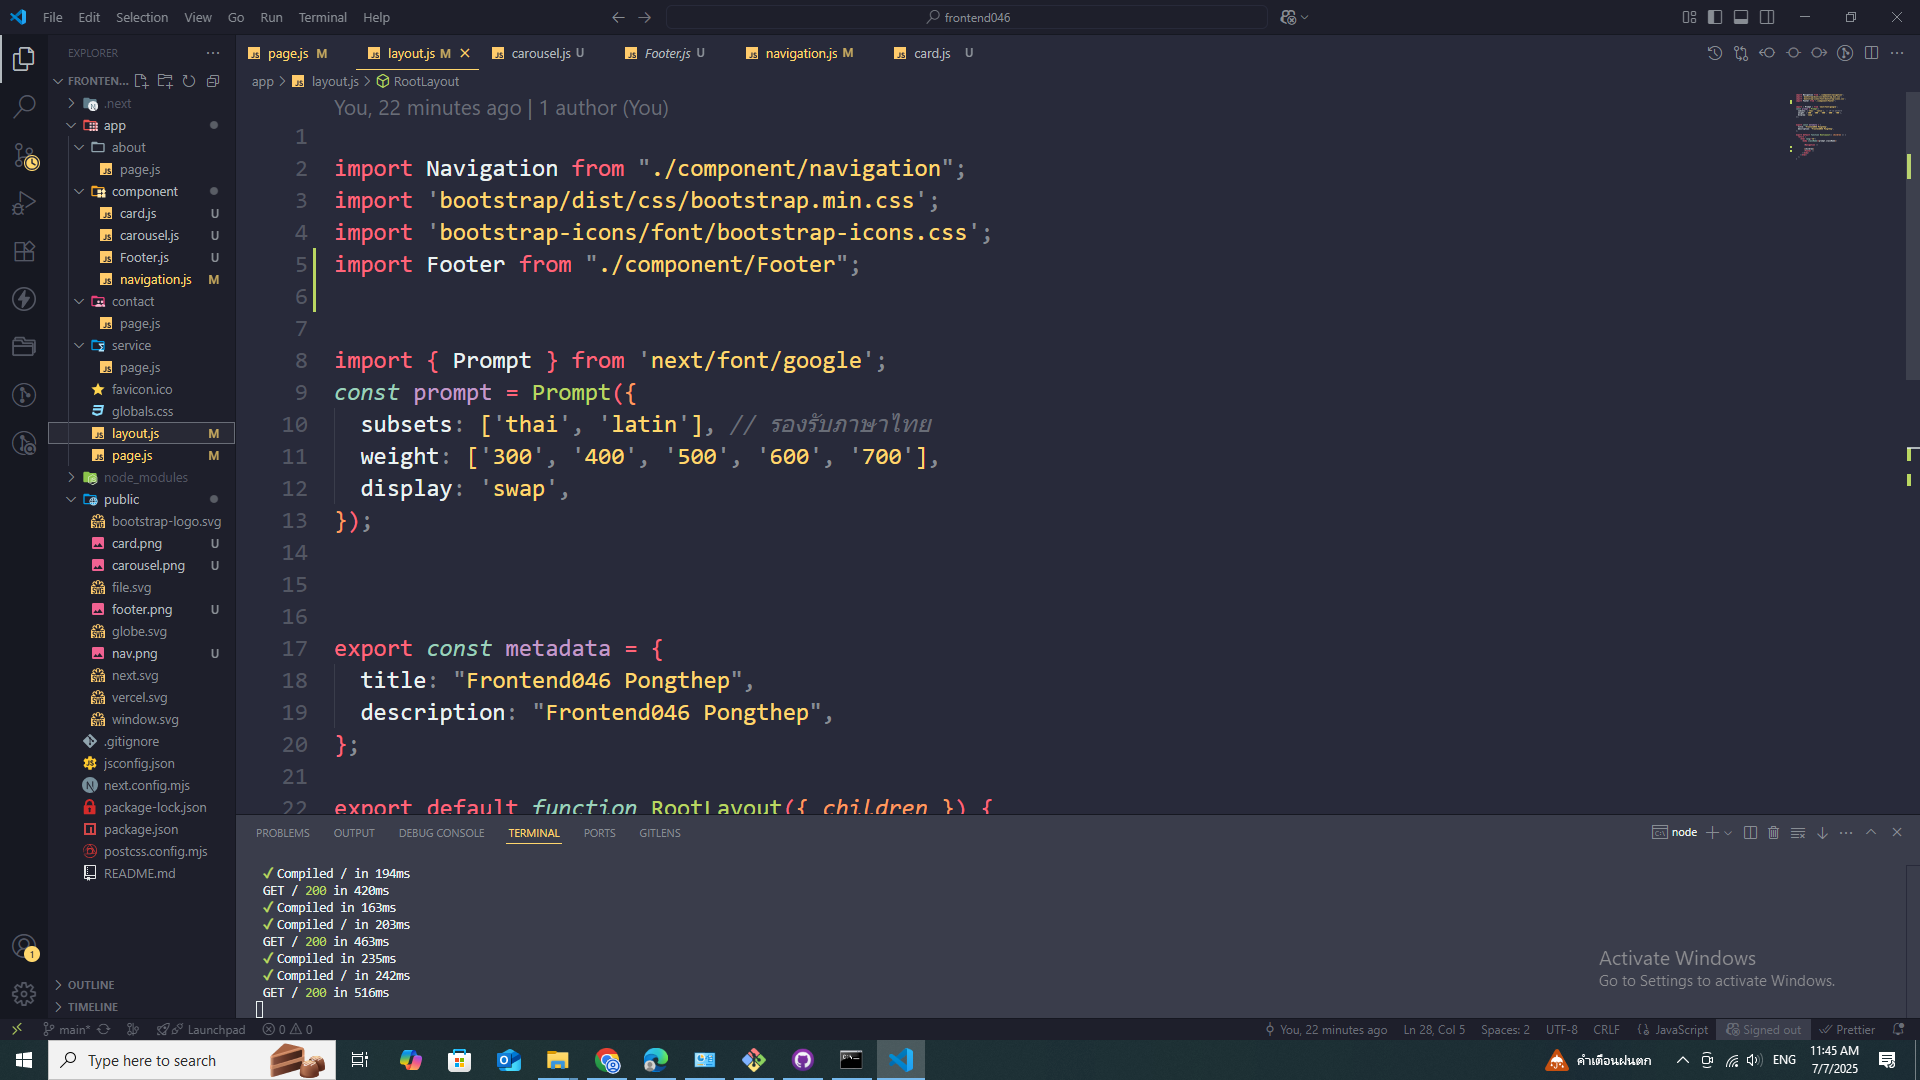 File Edit Selection View Go Run Terminal Help
frontend046
EXPLORER
FRONTEN...
.next
app
about
page.js
component
card.js U
carousel.js U
Footer.js U
navigation.js M
contact
page.js
service
page.js
favicon.ico
globals.css
layout.js M
page.js M
node_modules
public
bootstrap-logo.svg
card.png U
carousel.png U
file.svg
footer.png U
globe.svg
nav.png U
next.svg
vercel.svg
window.svg
.gitignore
jsconfig.json
next.config.mjs
package-lock.json
package.json
postcss.config.mjs
README.md
OUTLINE
TIMELINE
page.js M layout.js M carousel.js U Footer.js U navigation.js M card.js U
app layout.js RootLayout
You, 22 minutes ago | 1 author (You)
1
2 import Navigation from "./component/navigation";
3 import 'bootstrap/dist/css/bootstrap.min.css';
4 import 'bootstrap-icons/font/bootstrap-icons.css';
5 import Footer from "./component/Footer";
6
7
8 import { Prompt } from 'next/font/google';
9 const prompt = Prompt({
10 subsets: ['thai', 'latin'], // รองรับภาษาไทย
11 weight: ['300', '400', '500', '600', '700'],
12 display: 'swap',
13 });
14
15
16
17 export const metadata = {
18 title: "Frontend046 Pongthep",
19 description: "Frontend046 Pongthep",
20 };
21
22 export default function RootLayout({ children }) {
PROBLEMS OUTPUT DEBUG CONSOLE TERMINAL PORTS GITLENS
node
✓ Compiled / in 194ms
GET / 200 in 420ms
✓ Compiled in 163ms
✓ Compiled / in 203ms
GET / 200 in 463ms
✓ Compiled in 235ms
✓ Compiled / in 242ms
GET / 200 in 516ms
Activate Windows
Go to Settings to activate Windows.
main* Launchpad 0 0
You, 22 minutes ago Ln 28, Col 5 Spaces: 2 UTF-8 CRLF JavaScript Signed out Prettier
Type here to search
คำเตือนฝนตก
ENG
11:45 AM
7/7/2025